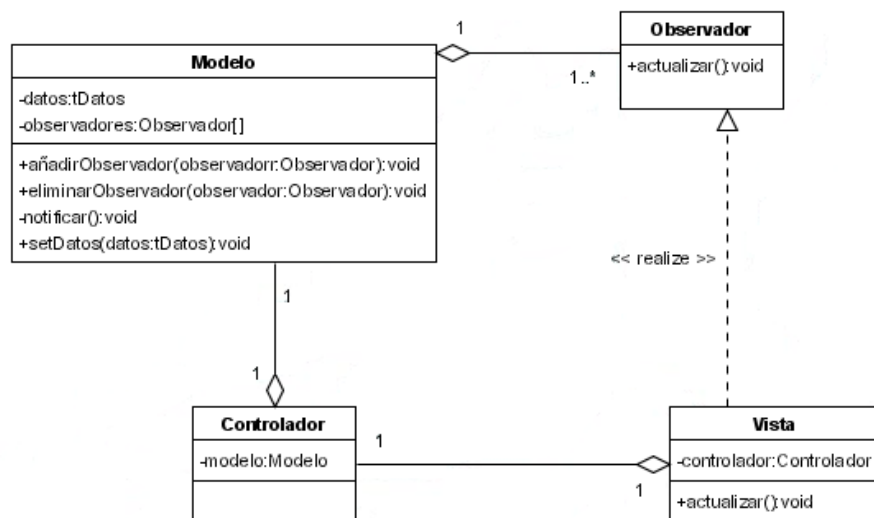 1
Observador
Modelo
+actualizar():void
1..*
-datos:tDatos
-observadores:Observador[]
+añadirObservador(observadorr:Observador):void
+eliminarObservador(observador:Observador):void
-notificar():void
+setDatos(datos:tDatos):void
<< realize >>
1
1
Controlador
Vista
-modelo:Modelo
1
-controlador:Controlador
1
+actualizar():void